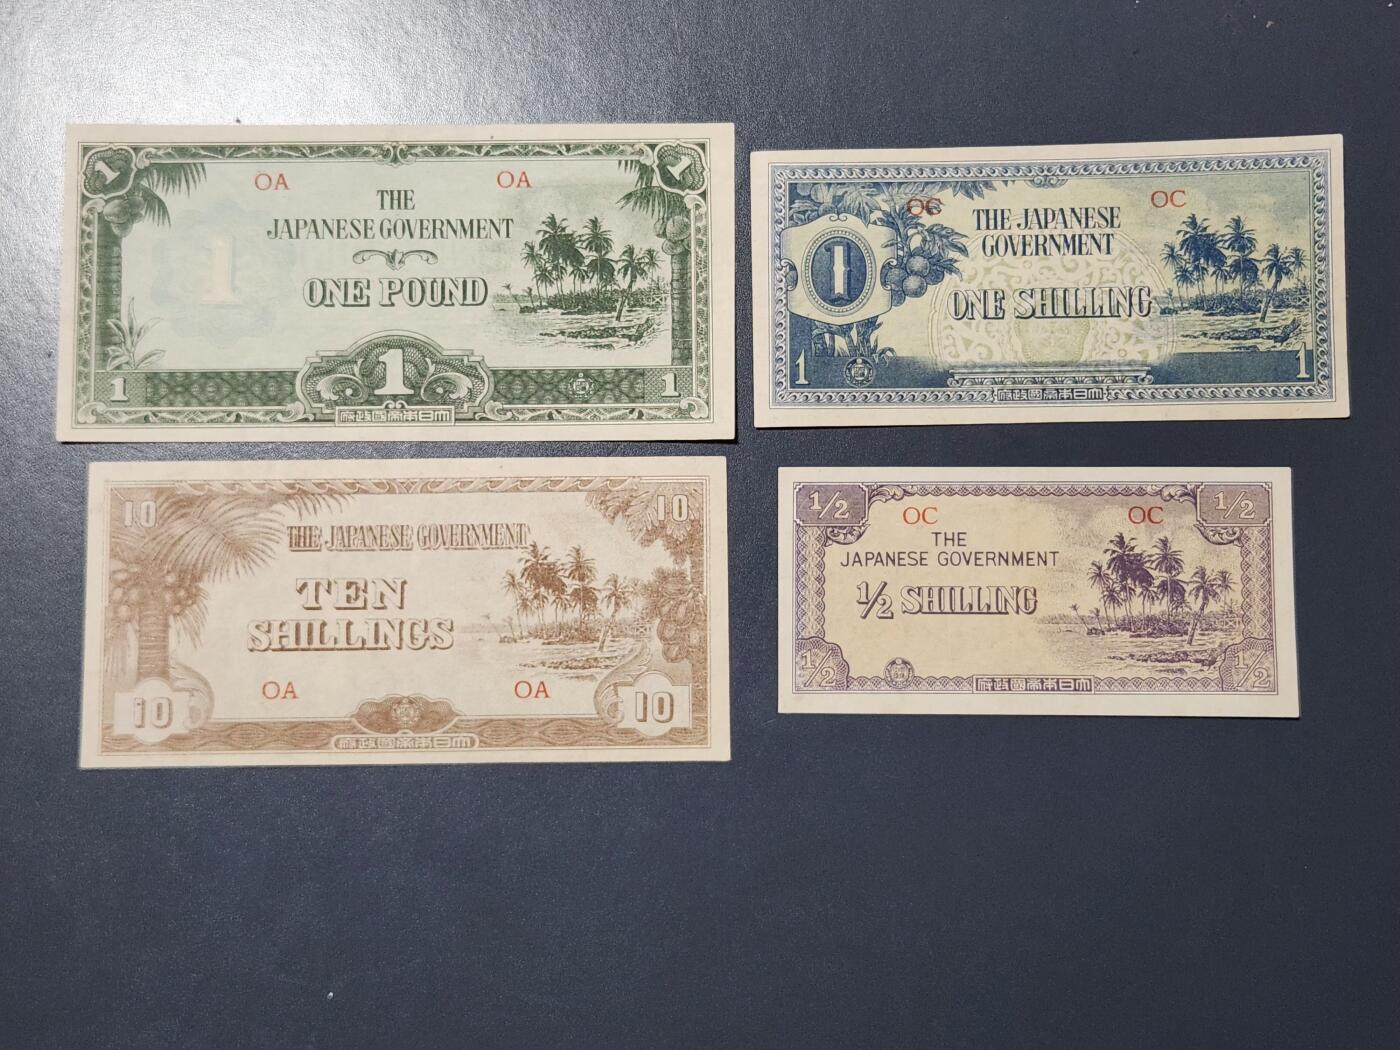 1 1
OA OA
THE
JAPANESE GOVERNMENT
1
ONE POUND
1
1 1
大日本帝國政府
OC OC
THE JAPANESE
GOVERNMENT
1
ONE SHILLING
1 1
大日本帝國政府
10 10
THE JAPANESE GOVERNMENT
TEN
SHILLINGS
OA OA
10 10
大日本帝國政府
1/2 1/2
OC OC
THE
JAPANESE GOVERNMENT
1/2 SHILLING
1/2 1/2
大日本帝國政府